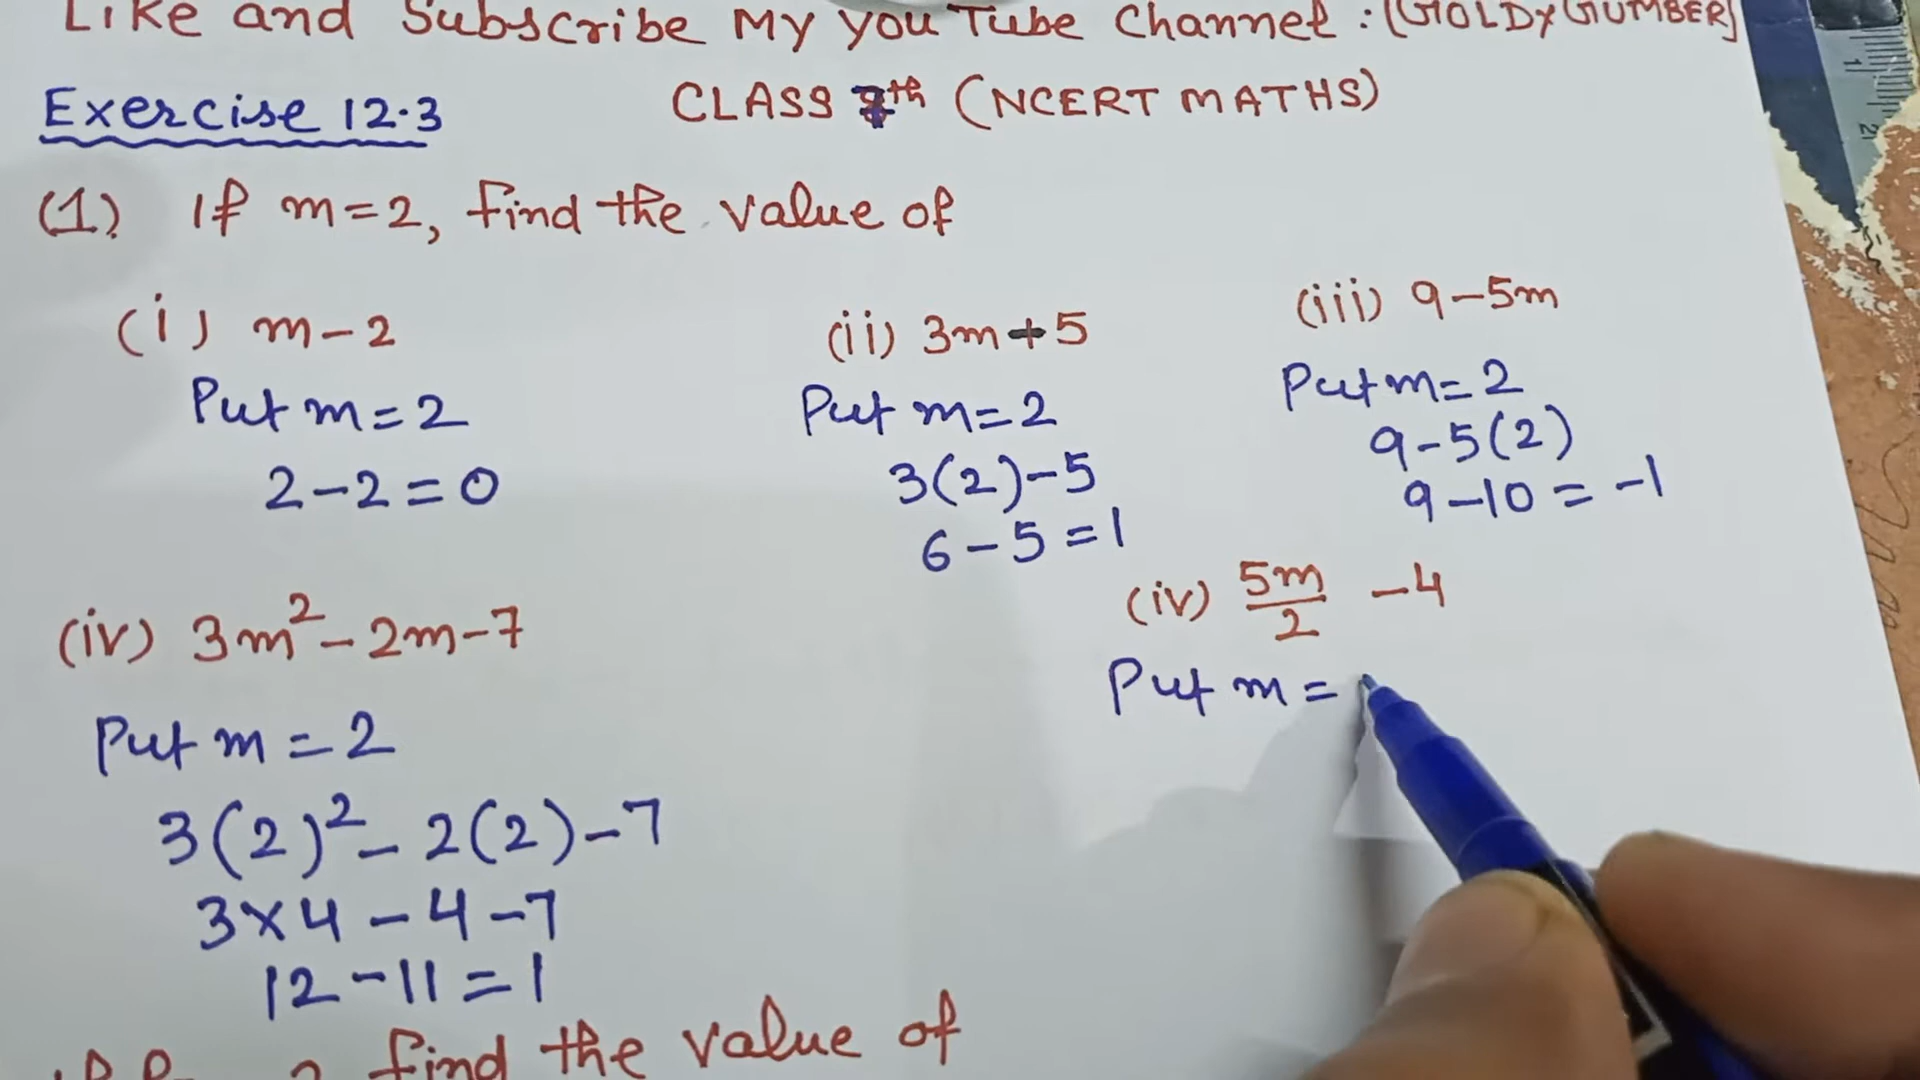 Like and Subscribe My YouTube Channel : (GOLDY GUMBER)
Exercise 12.3
CLASS 7th (NCERT MATHS)
(1) If m=2, find the value of
(i) m-2
Put m=2
2-2=0
(ii) 3m+5
Put m=2
3(2)-5
6-5=1
(iii) 9-5m
Put m=2
9-5(2)
9-10=-1
(iv) 3m²-2m-7
Put m=2
3(2)²-2(2)-7
3×4-4-7
12-11=1
(iv) 5m/2 -4
Put m=
find the value of